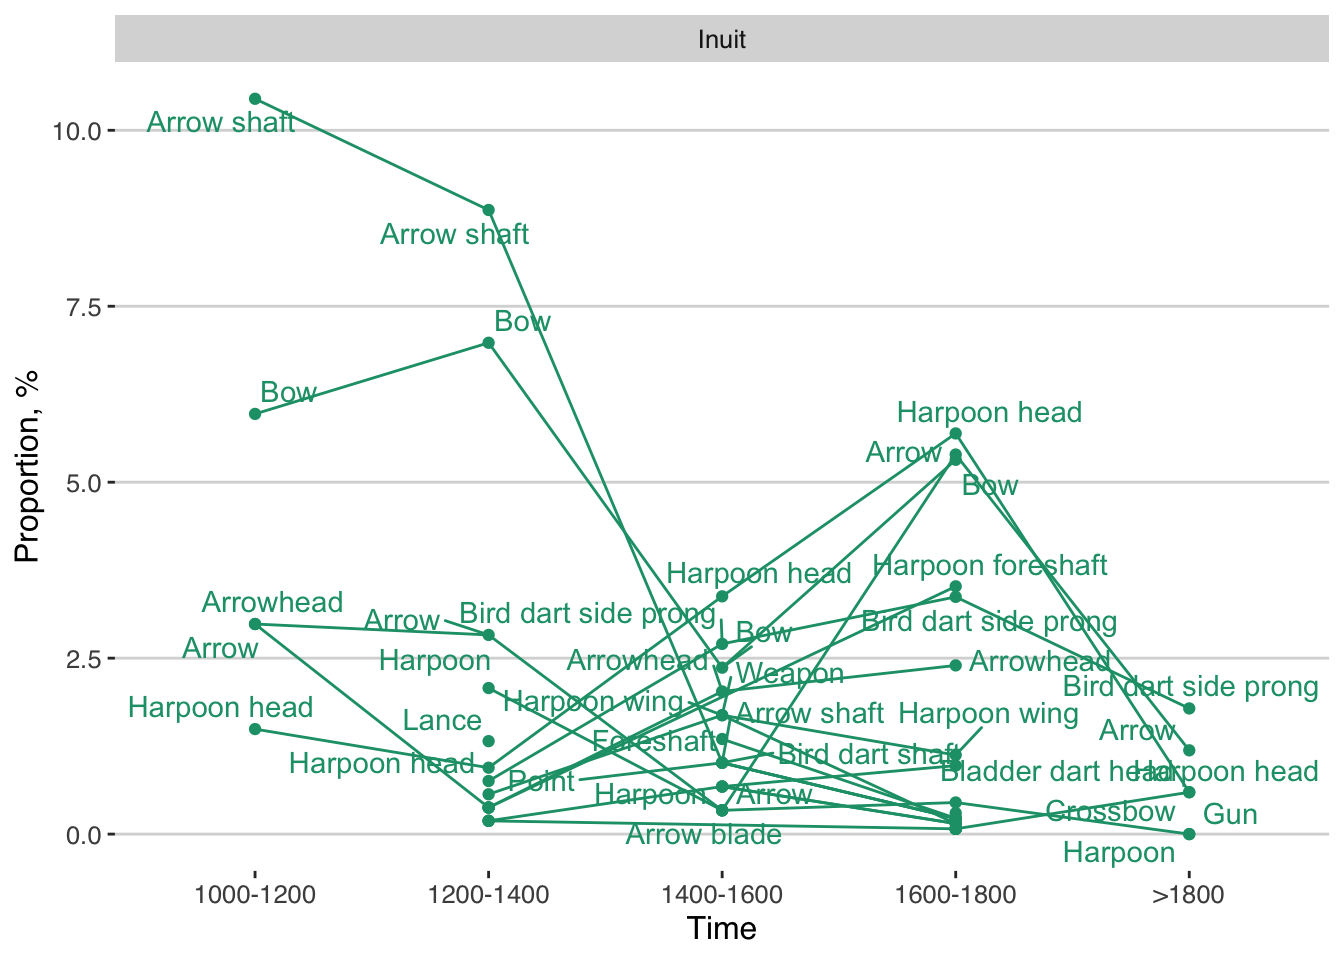 Inuit
10.0
Arrow shaft
Arrow shaft
7.5
Bow
Bow
Harpoon head
Arrow
5.0
Bow
Harpoon foreshaft
Harpoon head
Arrowhead
Arrow
Bird dart side prong
Bird dart side prong
Bow
Arrow
Harpoon
Arrowhead
Arrowhead
2.5
Weapon
Bird dart side prong
Harpoon head
Harpoon wing
Lance
Arrow shaft
Harpoon wing
Arrow
Foreshaft
Bird dart shaft
Harpoon head
Bladder dart head
Harpoon head
Point
Harpoon
Arrow
Crossbow
Gun
0.0
Arrow blade
Harpoon
1000-1200
1200-1400
1400-1600
1600-1800
>1800
Time
Proportion, %